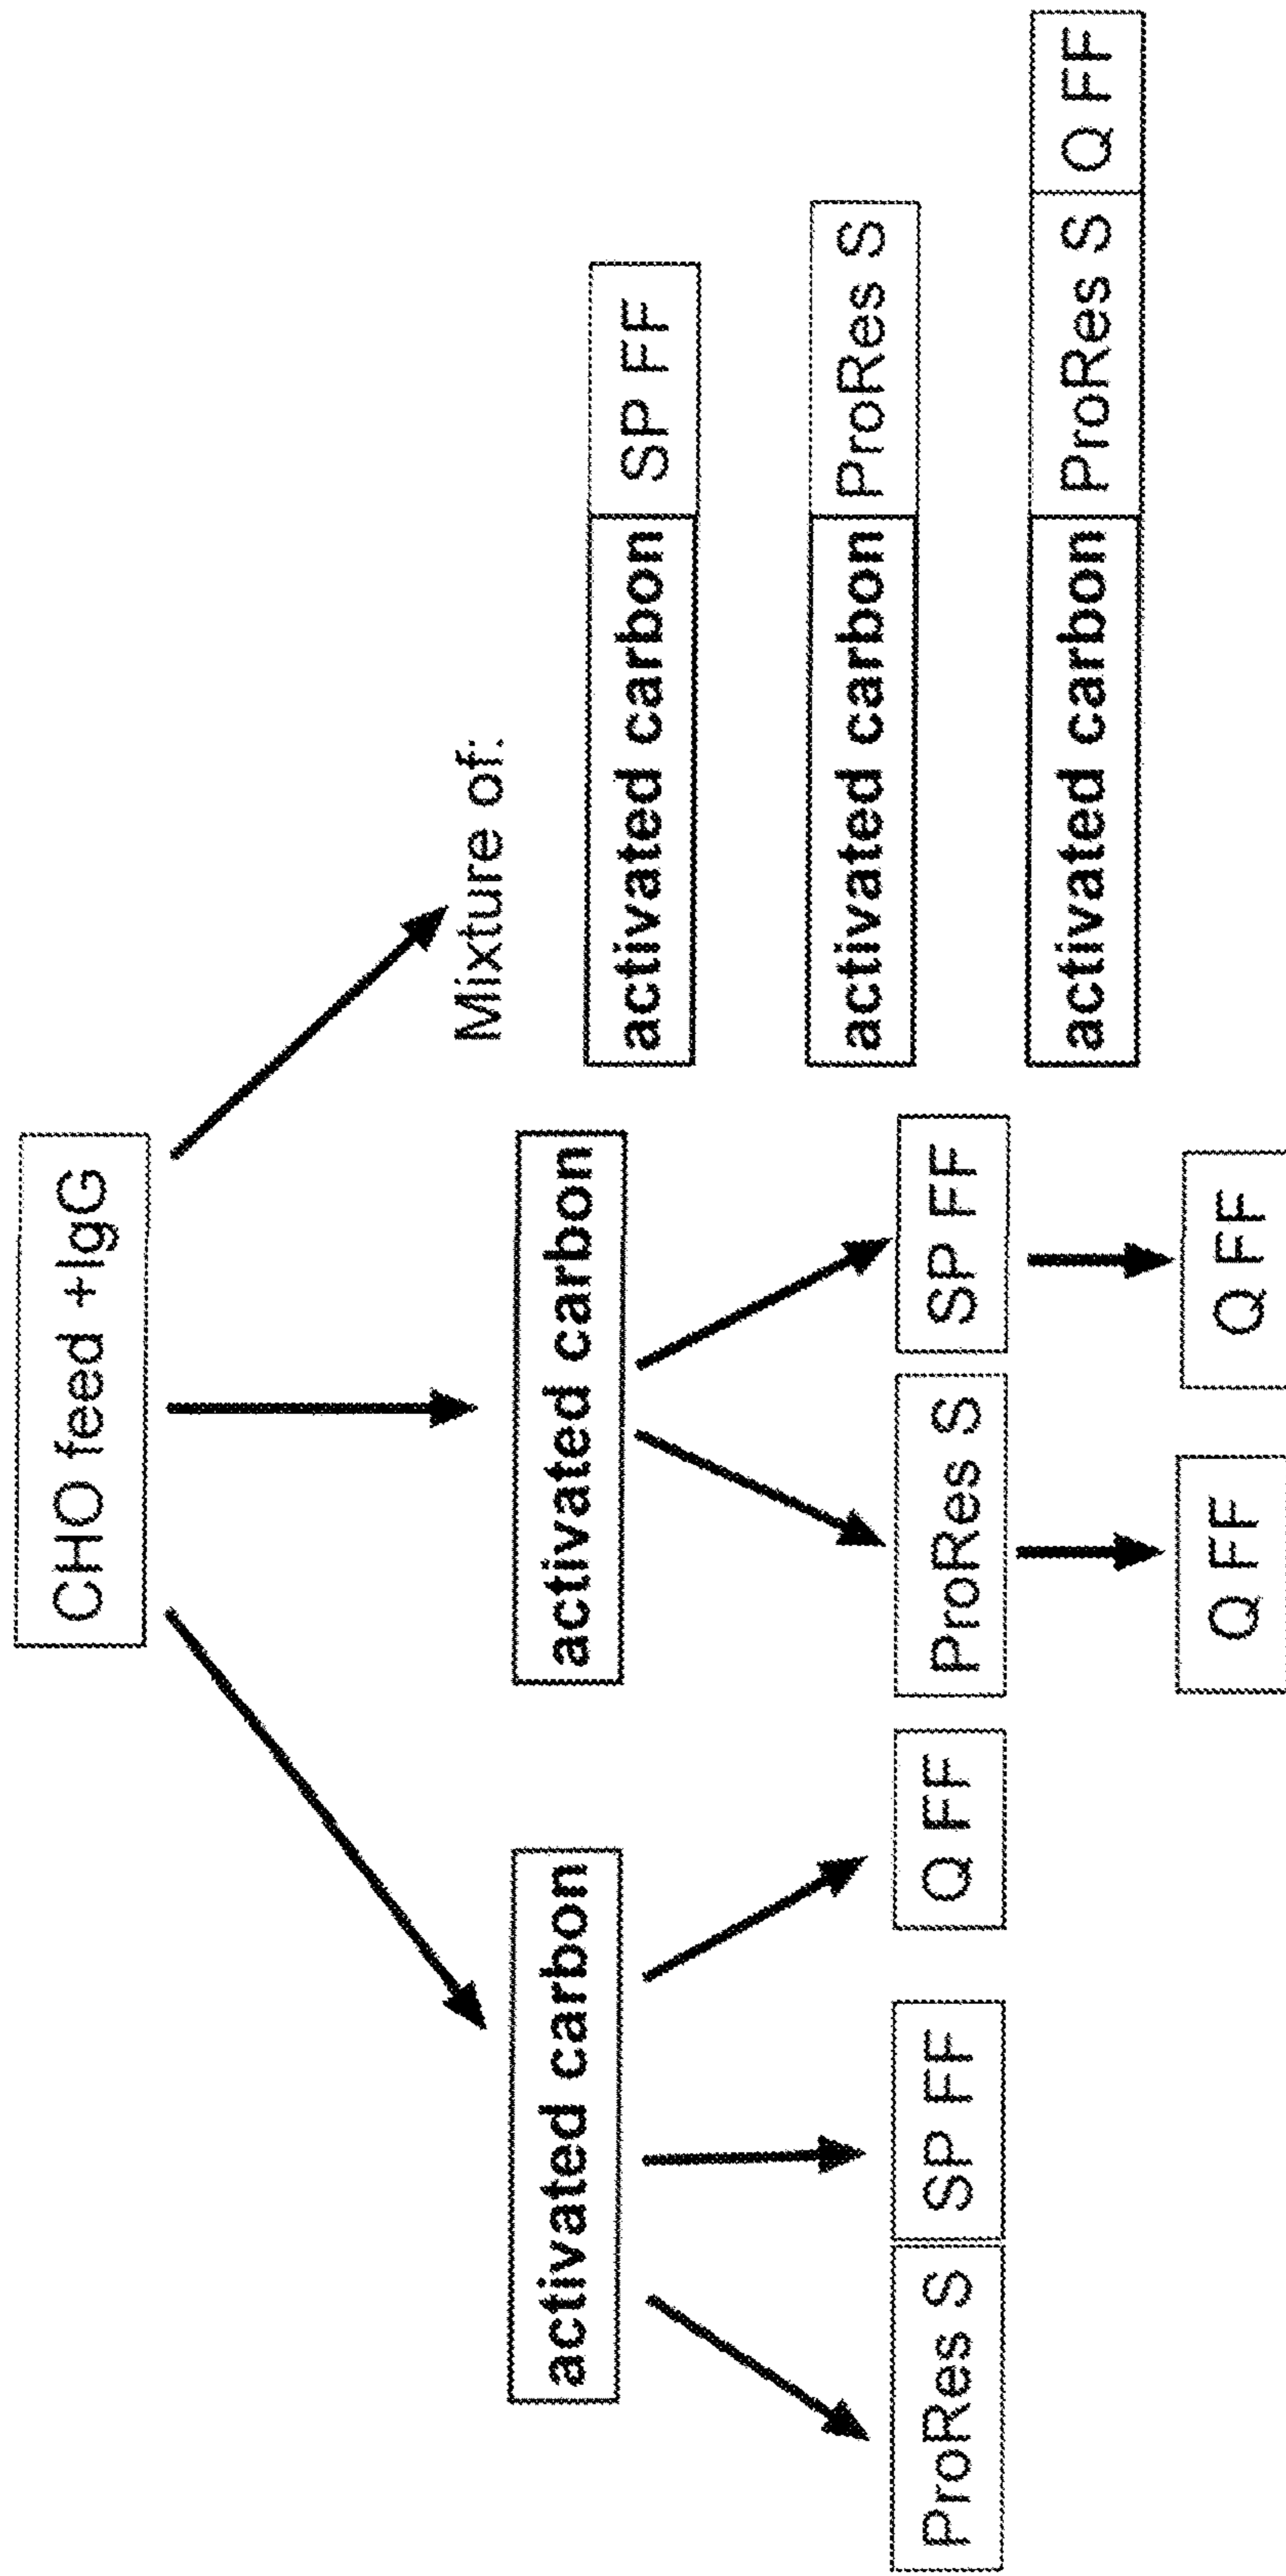 CHO feed +IgG
Mixture of:
activated carbon
activated carbon
activated carbon SP FF
activated carbon ProRes S
activated carbon ProRes S Q FF
ProRes S
SP FF
Q FF
ProRes S
SP FF
Q FF
Q FF